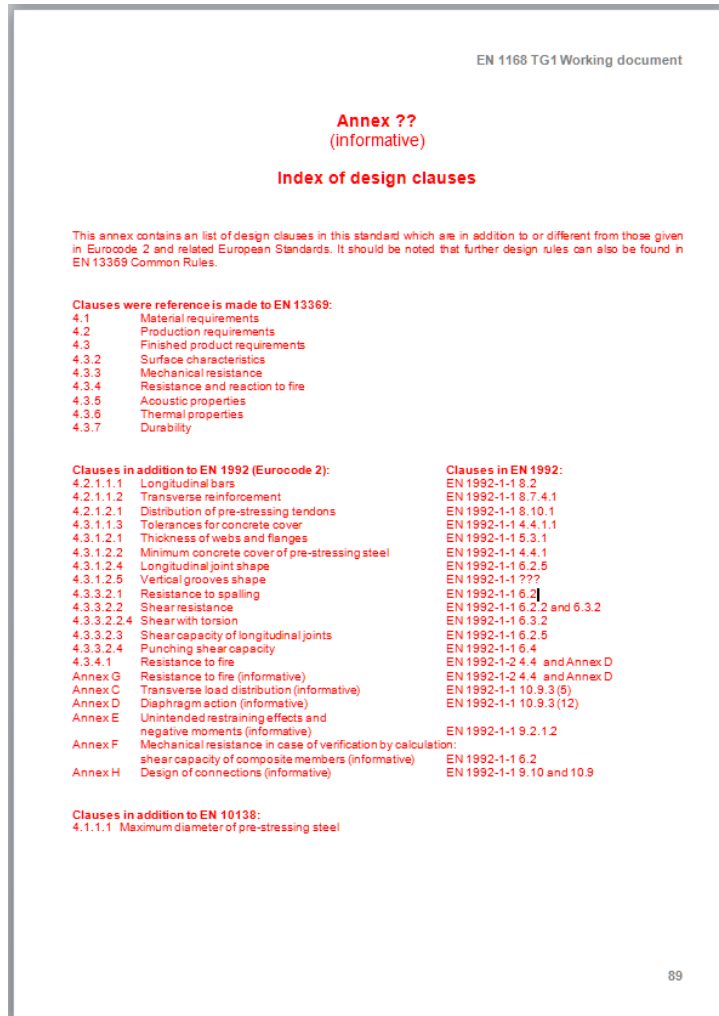 EN 1168 TG1 Working document
Annex ??
(informative)
Index of design clauses
This annex contains an list of design clauses in this standard which are in addition to or different from those given
in Eurocode 2 and related European Standards. It should be noted that further design rules can also be found in
EN 13369 Common Rules.
Clauses were reference is made to EN 13369:
4.1 Material requirements
4.2 Production requirements
4.3 Finished product requirements
4.3.2 Surface characteristics
4.3.3 Mechanical resistance
4.3.4 Resistance and reaction to fire
4.3.5 Acoustic properties
4.3.6 Thermal properties
4.3.7 Durability
Clauses in addition to EN 1992 (Eurocode 2): Clauses in EN 1992:
4.2.1.1.1 Longitudinal bars EN 1992-1-1 8.2
4.2.1.1.2 Transverse reinforcement EN 1992-1-1 8.7.4.1
4.2.1.2.1 Distribution of pre-stressing tendons EN 1992-1-1 8.10.1
4.3.1.1.3 Tolerances for concrete cover EN 1992-1-1 4.4.1.1
4.3.1.2.1 Thickness of webs and flanges EN 1992-1-1 5.3.1
4.3.1.2.2 Minimum concrete cover of pre-stressing steel EN 1992-1-1 4.4.1
4.3.1.2.4 Longitudinal joint shape EN 1992-1-1 6.2.5
4.3.1.2.5 Vertical grooves shape EN 1992-1-1 ???
4.3.3.2.1 Resistance to spalling EN 1992-1-1 6.2
4.3.3.2.2 Shear resistance EN 1992-1-1 6.2.2 and 6.3.2
4.3.3.2.2.4 Shear with torsion EN 1992-1-1 6.3.2
4.3.3.2.3 Shear capacity of longitudinal joints EN 1992-1-1 6.2.5
4.3.3.2.4 Punching shear capacity EN 1992-1-1 6.4
4.3.4.1 Resistance to fire EN 1992-1-2 4.4 and Annex D
Annex G Resistance to fire (informative) EN 1992-1-2 4.4 and Annex D
Annex C Transverse load distribution (informative) EN 1992-1-1 10.9.3 (5)
Annex D Diaphragm action (informative) EN 1992-1-1 10.9.3 (12)
Annex E Unintended restraining effects and
negative moments (informative) EN 1992-1-1 9.2.1.2
Annex F Mechanical resistance in case of verification by calculation:
shear capacity of composite members (informative) EN 1992-1-1 6.2
Annex H Design of connections (informative) EN 1992-1-1 9.10 and 10.9
Clauses in addition to EN 10138:
4.1.1.1 Maximum diameter of pre-stressing steel
89